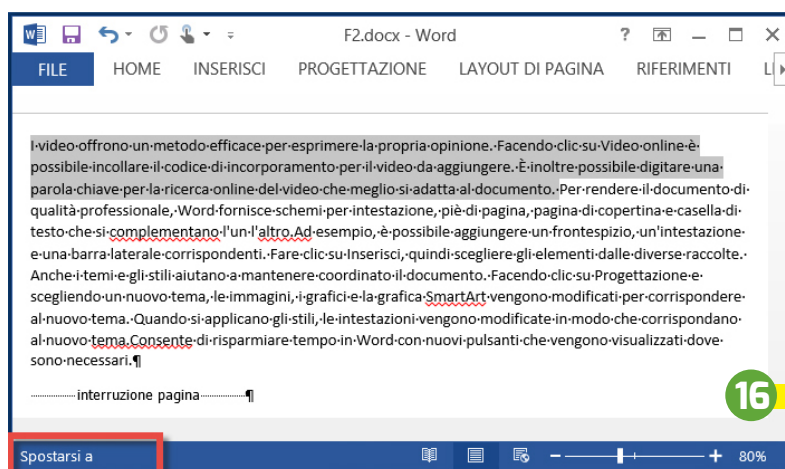 F2.docx - Word
?
FILE HOME INSERISCI PROGETTAZIONE LAYOUT DI PAGINA RIFERIMENTI
I·video·offrono·un·metodo·efficace·per·esprimere·la·propria·opinione.·Facendo·clic·su·Video·online·è·
possibile·incollare·il·codice·di·incorporamento·per·il·video·da·aggiungere.·È·inoltre·possibile·digitare·una·
parola·chiave·per·la·ricerca·online·del·video·che·meglio·si·adatta·al·documento.·Per·rendere·il·documento·di·
qualità·professionale,·Word·fornisce·schemi·per·intestazione,·piè·di·pagina,·pagina·di·copertina·e·casella·di·
testo·che·si·complementano·l'un·l'altro.Ad·esempio,·è·possibile·aggiungere·un·frontespizio,·un'intestazione·
e·una·barra·laterale·corrispondenti.·Fare·clic·su·Inserisci,·quindi·scegliere·gli·elementi·dalle·diverse·raccolte.·
Anche·i·temi·e·gli·stili·aiutano·a·mantenere·coordinato·il·documento.·Facendo·clic·su·Progettazione·e·
scegliendo·un·nuovo·tema,·le·immagini,·i·grafici·e·la·grafica·SmartArt·vengono·modificati·per·corrispondere·
al·nuovo·tema.·Quando·si·applicano·gli·stili,·le·intestazioni·vengono·modificate·in·modo·che·corrispondano·
al·nuovo·tema.Consente·di·risparmiare·tempo·in·Word·con·nuovi·pulsanti·che·vengono·visualizzati·dove·
sono·necessari.¶
interruzione pagina ¶
16
Spostarsi a 80%